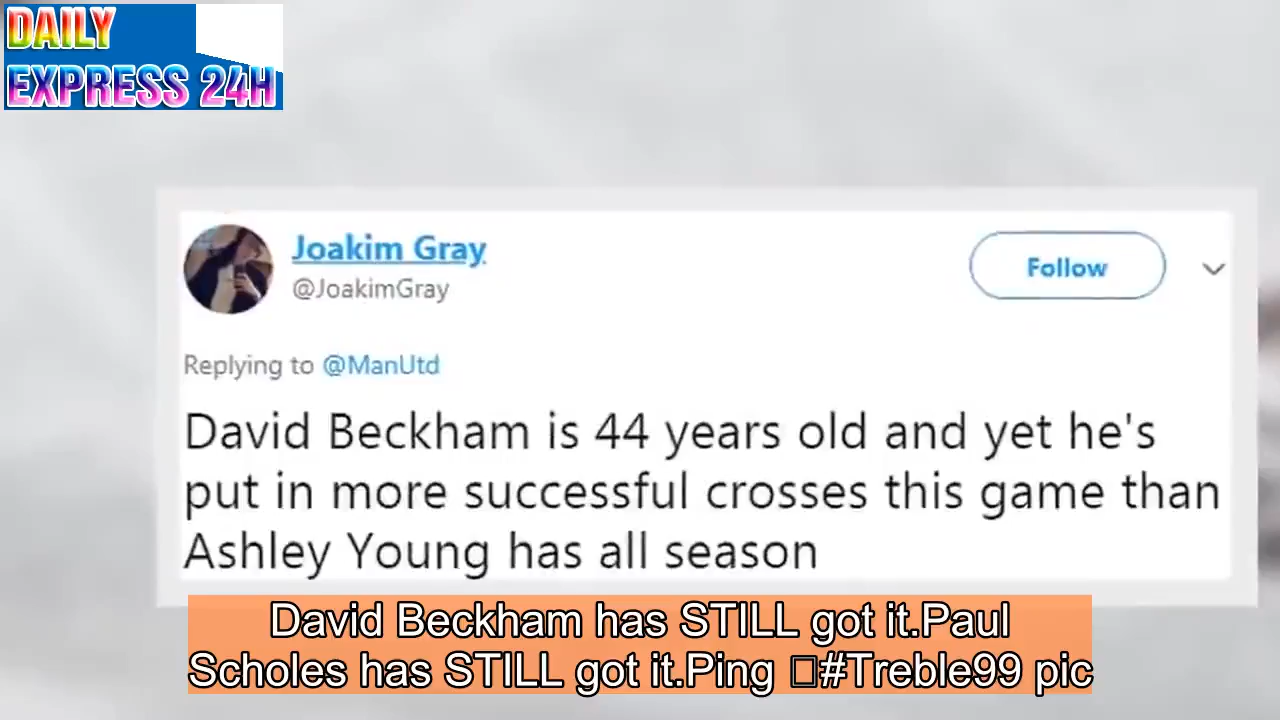 DAILY
EXPRESS 24H
Joakim Gray
@JoakimGray
Follow
Replying to @ManUtd
David Beckham is 44 years old and yet he's
put in more successful crosses this game than
Ashley Young has all season
David Beckham has STILL got it.Paul
Scholes has STILL got it.Ping □#Treble99 pic